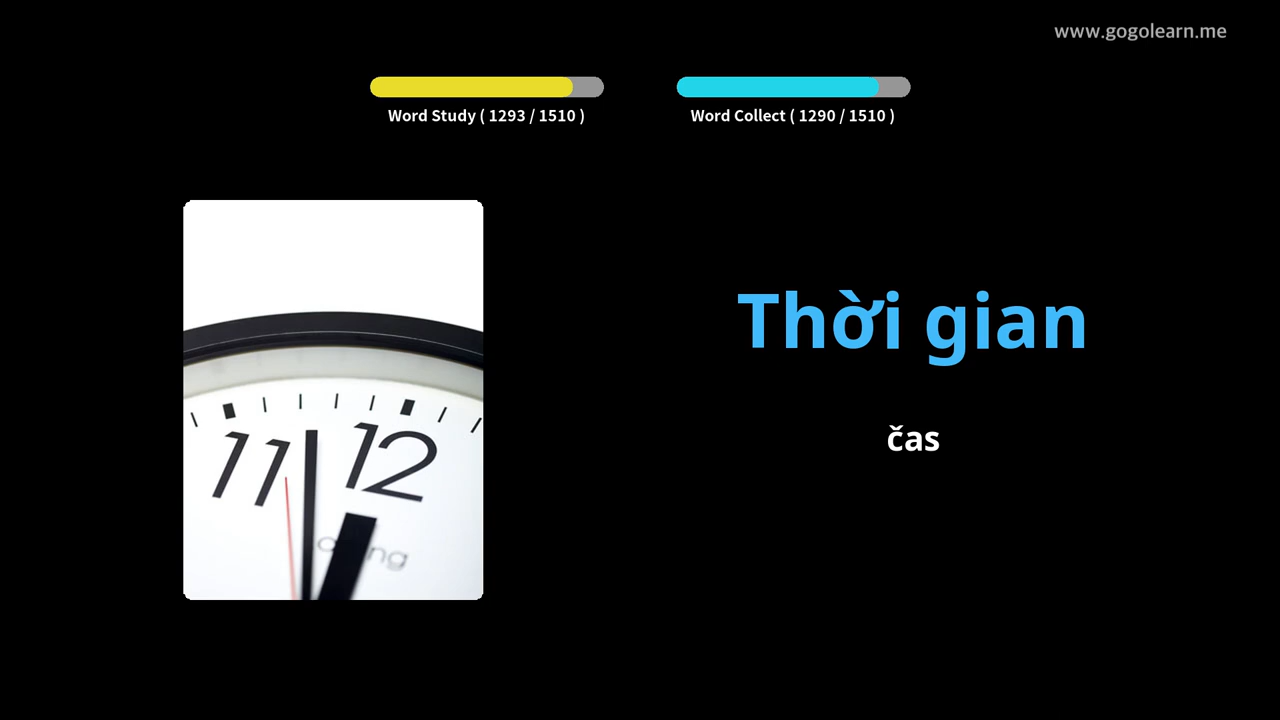 www.gogolearn.me
Word Study ( 1293 / 1510 )
Word Collect ( 1290 / 1510 )
11
12
Thời gian
čas